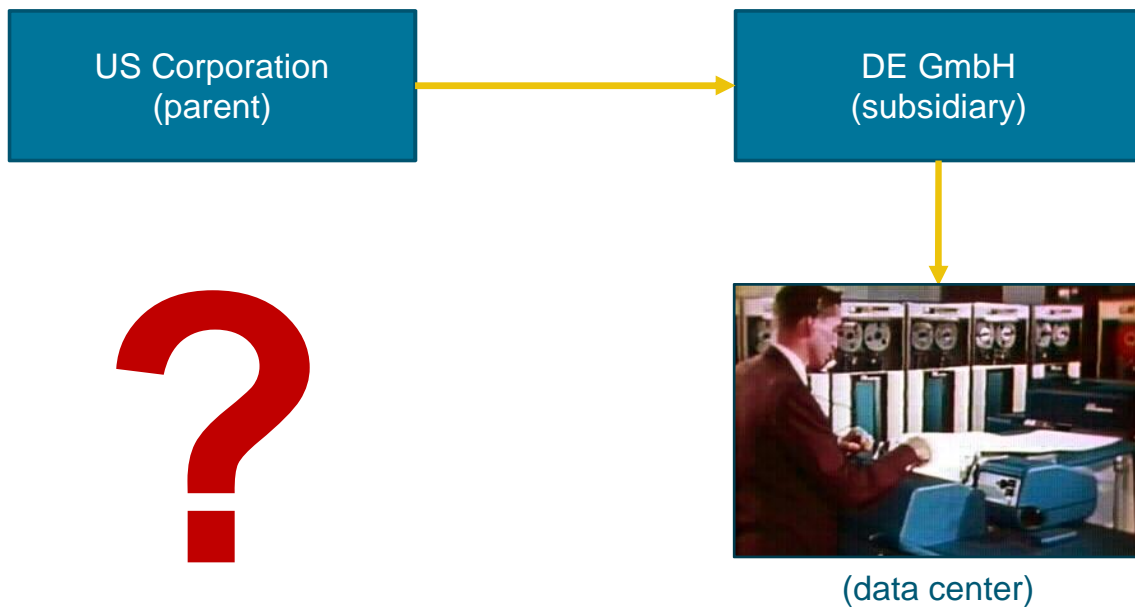 US Corporation
(parent)
DE GmbH
(subsidiary)
?
(data center)